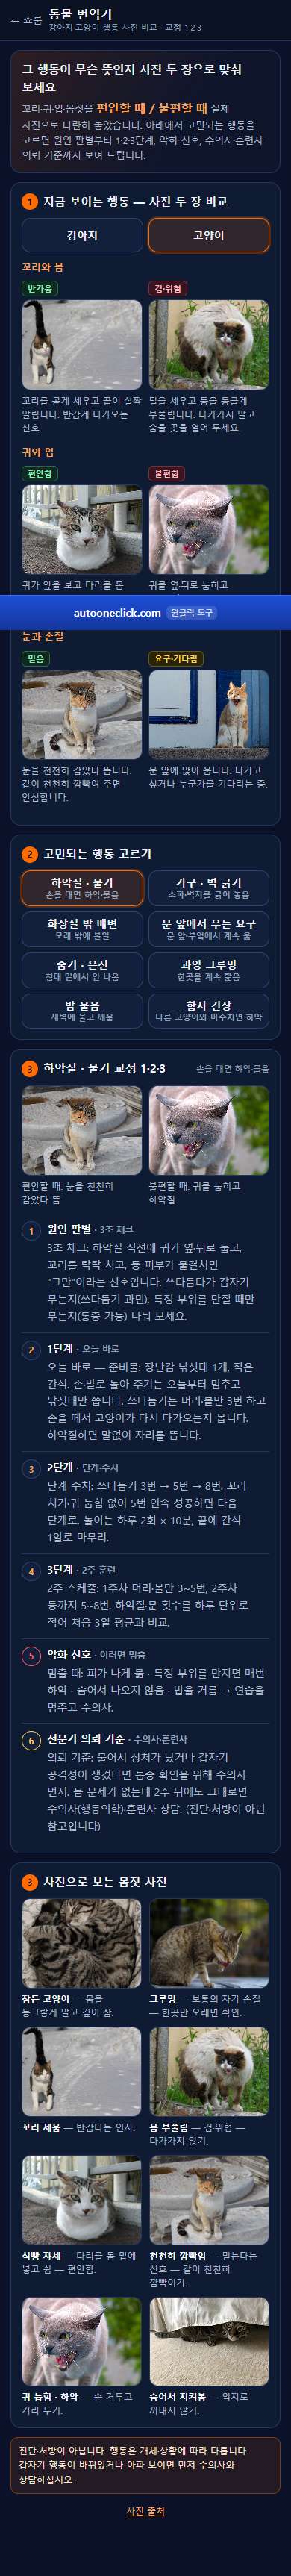 ← 쇼룸 동물 번역기
강아지·고양이 행동 사진 비교 · 교정 1·2·3
그 행동이 무슨 뜻인지 사진 두 장으로 맞춰
보세요
꼬리·귀·입·몸짓을 편안할 때 / 불편할 때 실제
사진으로 나란히 놓았습니다. 아래에서 고민되는 행동을
고르면 원인 판별부터 1·2·3단계, 악화 신호, 수의사·훈련사
의뢰 기준까지 보여 드립니다.
1 지금 보이는 행동 — 사진 두 장 비교
강아지
고양이
꼬리와 몸
반가움
겁·위협
꼬리를 곧게 세우고 끝이 살짝
말립니다. 반갑게 다가오는
신호.
털을 세우고 등을 둥글게
부풀립니다. 다가가지 말고
숨을 곳을 열어 두세요.
귀와 입
편안함
불편함
귀가 앞을 보고 다리를 몸
귀를 옆·뒤로 눕히고
autooneclick.com 원클릭 도구
눈과 손질
믿음
요구·기다림
눈을 천천히 감았다 뜹니다.
같이 천천히 깜빡여 주면
안심합니다.
문 앞에 앉아 웁니다. 나가고
싶거나 누군가를 기다리는 중.
2 고민되는 행동 고르기
하악질 · 물기
손을 대면 하악·물음
가구 · 벽 긁기
소파·벽지를 긁어 놓음
화장실 밖 배변
모래 밖에 볼일
문 앞에서 우는 요구
문 앞·부엌에서 계속 욺
숨기 · 은신
침대 밑에서 안 나옴
과잉 그루밍
한곳을 계속 핥음
밤 울음
새벽에 울고 깨움
합사 긴장
다른 고양이와 마주치면 하악
3 하악질 · 물기 교정 1·2·3
손을 대면 하악·물음
편안할 때: 눈을 천천히
감았다 뜸
불편할 때: 귀를 눕히고
하악질
1 원인 판별 · 3초 체크
3초 체크: 하악질 직전에 귀가 옆·뒤로 눕고,
꼬리를 탁탁 치고, 등 피부가 물결치면
"그만"이라는 신호입니다. 쓰다듬다가 갑자기
무는지(쓰다듬기 과민), 특정 부위를 만질 때만
무는지(통증 가능) 나눠 보세요.
2 1단계 · 오늘 바로
오늘 바로 — 준비물: 장난감 낚싯대 1개, 작은
간식. 손·발로 놀아 주기는 오늘부터 멈추고
낚싯대만 씁니다. 쓰다듬기는 머리·볼만 3번 하고
손을 떼서 고양이가 다시 다가오는지 봅니다.
하악질하면 말없이 자리를 뜹니다.
3 2단계 · 단계·수치
단계 수치: 쓰다듬기 3번 → 5번 → 8번. 꼬리
치기·귀 눕힘 없이 5번 연속 성공하면 다음
단계로. 놀이는 하루 2회 × 10분, 끝에 간식
1알로 마무리.
4 3단계 · 2주 훈련
2주 스케줄: 1주차 머리·볼만 3~5번, 2주차
등까지 5~8번. 하악질·문 횟수를 하루 단위로
적어 처음 3일 평균과 비교.
5 악화 신호 · 이러면 멈춤
멈출 때: 피가 나게 묾 · 특정 부위를 만지면 매번
하악 · 숨어서 나오지 않음 · 밥을 거름 → 연습을
멈추고 수의사.
6 전문가 의뢰 기준 · 수의사·훈련사
의뢰 기준: 물어서 상처가 났거나 갑자기
공격성이 생겼다면 통증 확인을 위해 수의사
먼저. 몸 문제가 없는데 2주 뒤에도 그대로면
수의사(행동의학)·훈련사 상담. (진단·처방이 아닌
참고입니다)
3 사진으로 보는 몸짓 사전
잠든 고양이 — 몸을
동그랗게 말고 깊이 잠.
그루밍 — 보통의 자기 손질
— 한곳만 오래면 확인.
꼬리 세움 — 반갑다는 인사.
몸 부풀림 — 겁·위협 —
다가가지 않기.
식빵 자세 — 다리를 몸 밑에
넣고 쉼 — 편안함.
천천히 깜빡임 — 믿는다는
신호 — 같이 천천히
깜빡이기.
귀 눕힘 · 하악 — 손 거두고
거리 두기.
숨어서 지켜봄 — 억지로
꺼내지 않기.
진단·처방이 아닙니다. 행동은 개체·상황에 따라 다릅니다.
갑자기 행동이 바뀌었거나 아파 보이면 먼저 수의사와
상담하십시오.
사진 출처